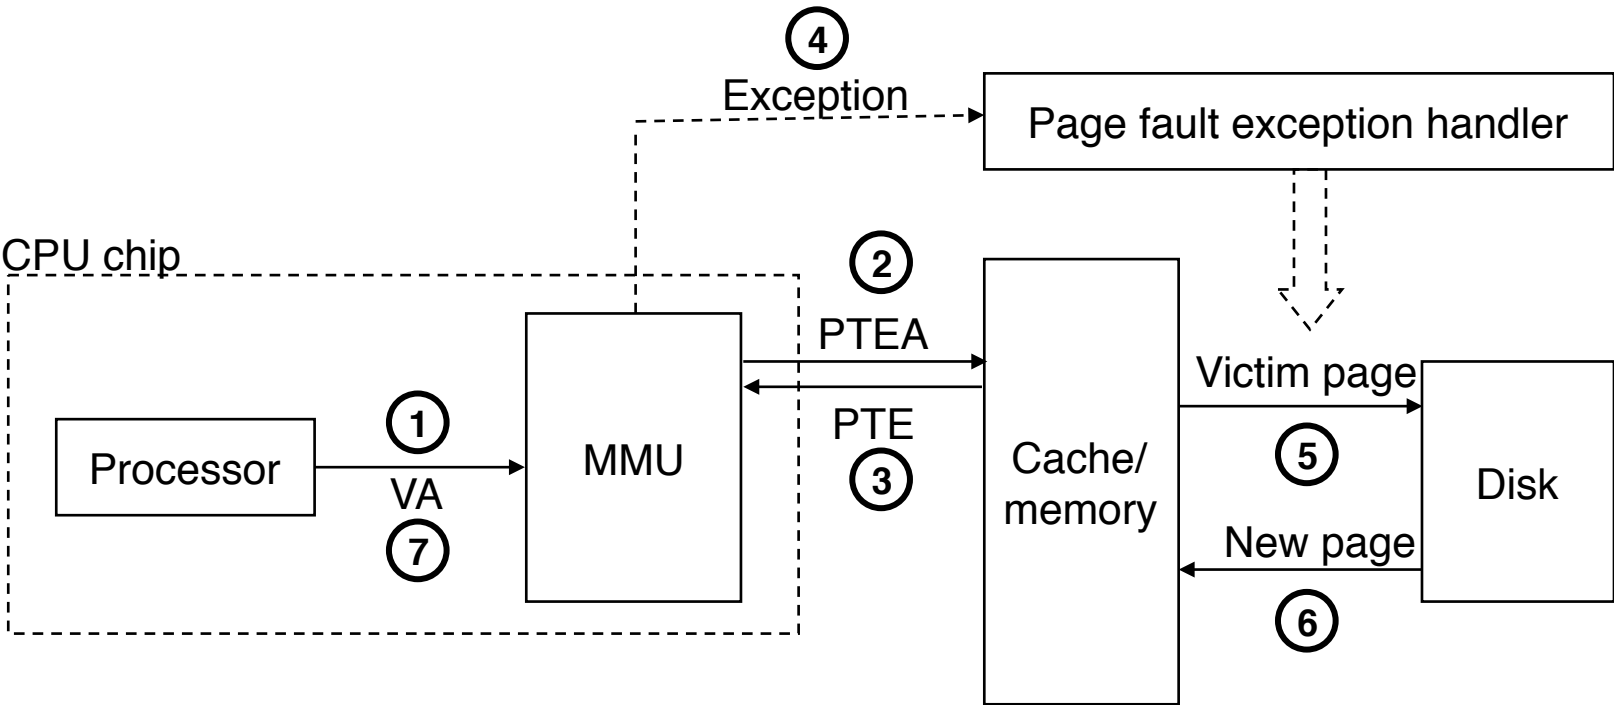 4
Exception
Page fault exception handler
CPU chip
2
PTEA
Victim page
1
PTE
Processor
MMU
Cache/
memory
5
Disk
VA
3
7
New page
6